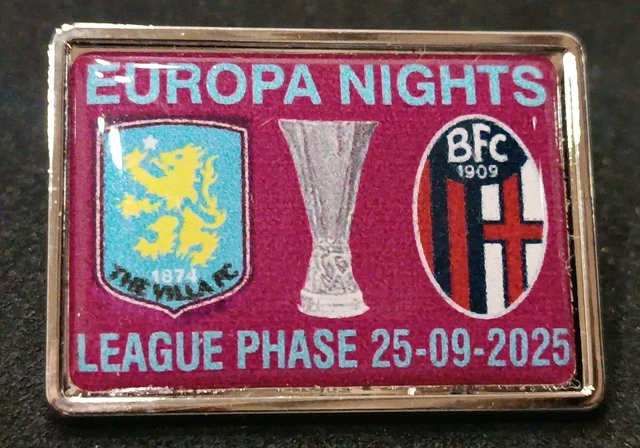 EUROPA NIGHTS
BFC
1909
1874
THE VILLA FC
LEAGUE PHASE 25-09-2025